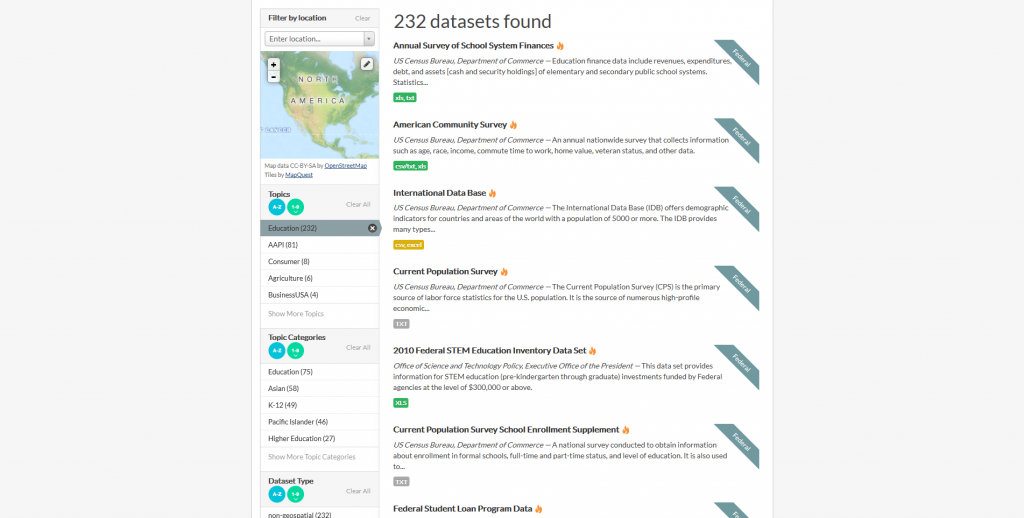 Filter by location Clear
Enter location...
+
-
NORTH
AMERICA
CANCER
Map data CC-BY-SA by OpenStreetMap
Tiles by MapQuest
Topics
A-Z 1-9 Clear All
Education (232)
AAPI (81)
Consumer (8)
Agriculture (6)
BusinessUSA (4)
Show More Topics
Topic Categories
A-Z 1-9 Clear All
Education (75)
Asian (58)
K-12 (49)
Pacific Islander (46)
Higher Education (27)
Show More Topic Categories
Dataset Type
A-Z 1-9 Clear All
non-geospatial (232)
232 datasets found
Annual Survey of School System Finances
Federal
US Census Bureau, Department of Commerce — Education finance data include revenues, expenditures,
debt, and assets [cash and security holdings] of elementary and secondary public school systems.
Statistics...
xls, txt
American Community Survey
Federal
US Census Bureau, Department of Commerce — An annual nationwide survey that collects information
such as age, race, income, commute time to work, home value, veteran status, and other data.
csv/txt, xls
International Data Base
Federal
US Census Bureau, Department of Commerce — The International Data Base (IDB) offers demographic
indicators for countries and areas of the world with a population of 5000 or more. The IDB provides
many types...
csv, excel
Current Population Survey
Federal
US Census Bureau, Department of Commerce — The Current Population Survey (CPS) is the primary
source of labor force statistics for the U.S. population. It is the source of numerous high-profile
economic...
TXT
2010 Federal STEM Education Inventory Data Set
Federal
Office of Science and Technology Policy, Executive Office of the President — This data set provides
information for STEM education (pre-kindergarten through graduate) investments funded by Federal
agencies at the level of $300,000 or above.
XLS
Current Population Survey School Enrollment Supplement
Federal
US Census Bureau, Department of Commerce — A national survey conducted to obtain information
about enrollment in formal schools, full-time and part-time status, and level of education. It is also used
to...
TXT
Federal Student Loan Program Data